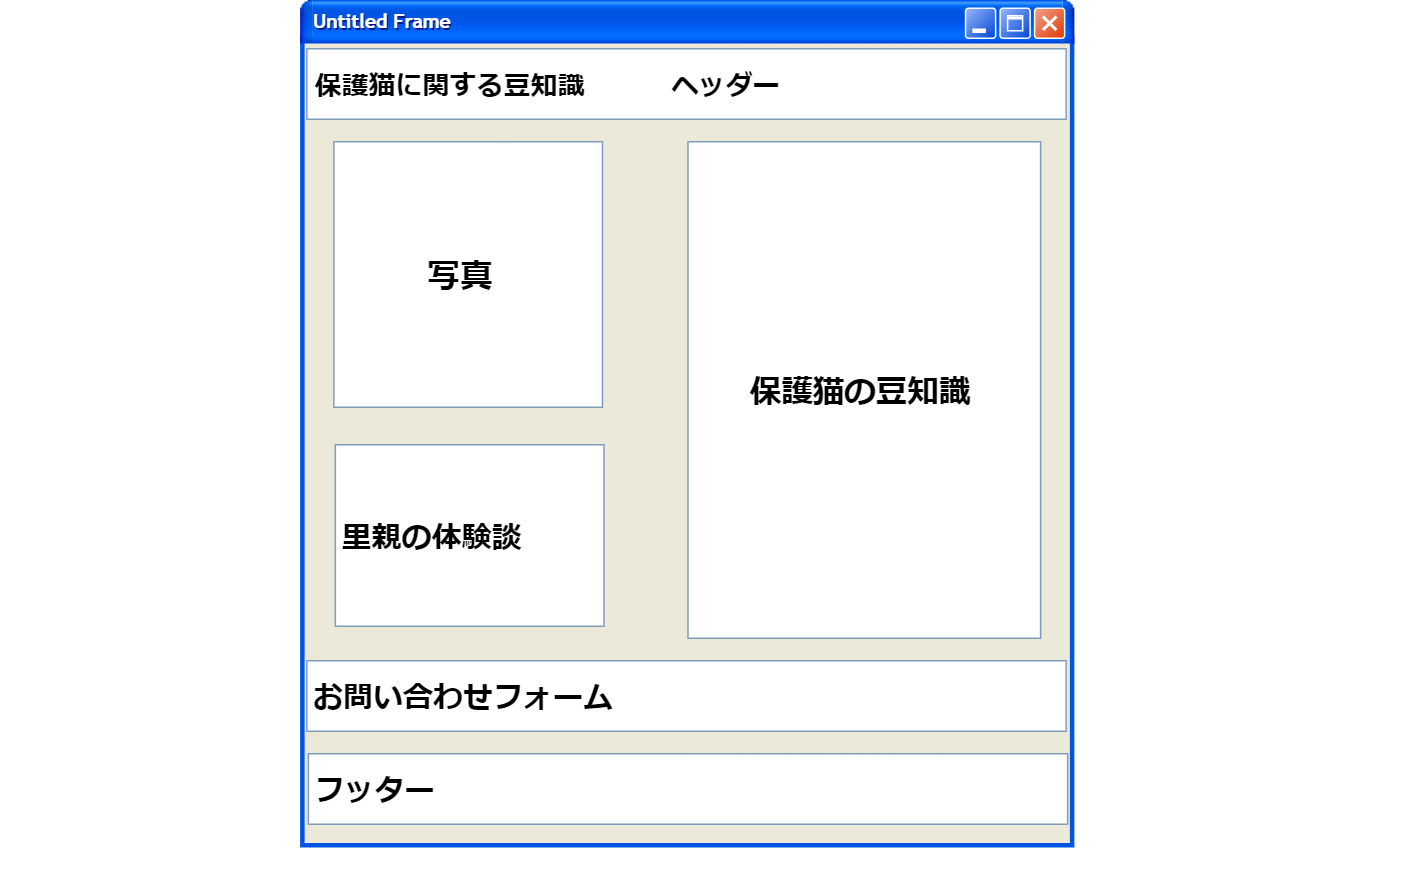 Untitled Frame
保護猫に関する豆知識 ヘッダー
写真
保護猫の豆知識
里親の体験談
お問い合わせフォーム
フッター